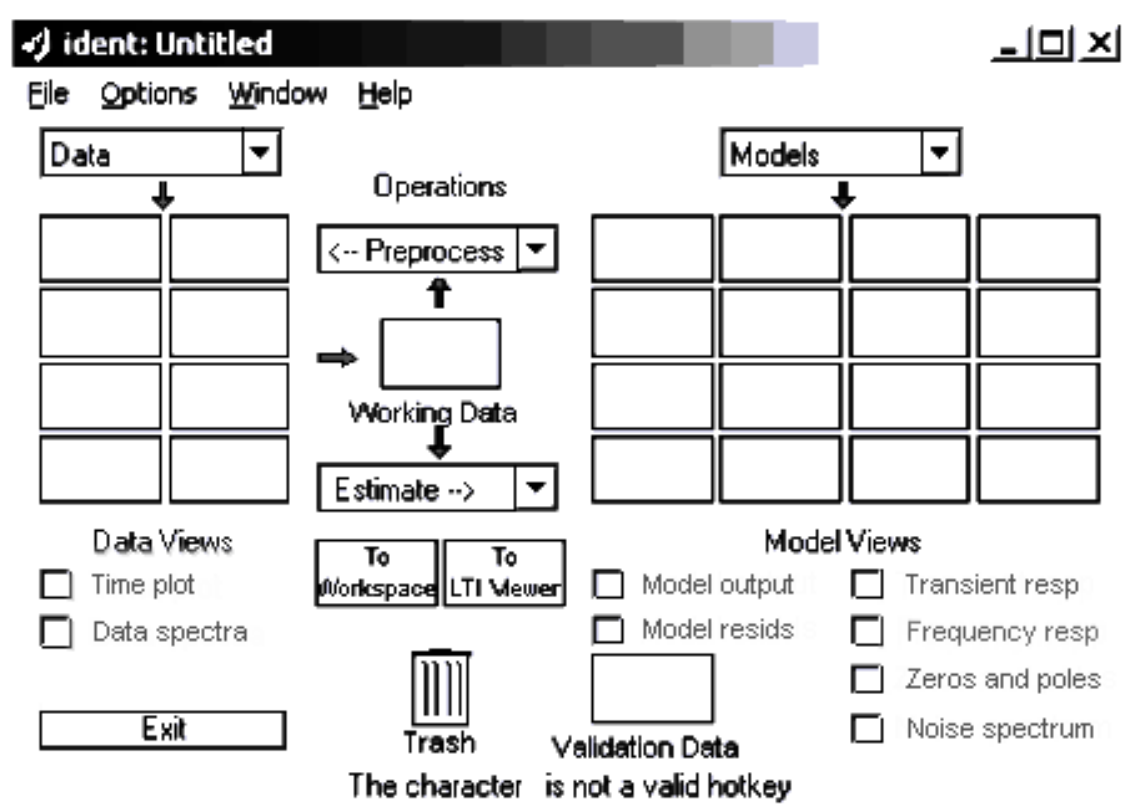 ident: Untitled
File Options Window Help
Data
Models
Operations
<-- Preprocess
Working Data
Estimate -->
Data Views
Time plot
Data spectra
To Workspace
To LTI Viewer
Model Views
Model output
Model resids
Transient resp
Frequency resp
Zeros and poles
Noise spectrum
Exit
Trash
Validation Data
The character is not a valid hotkey